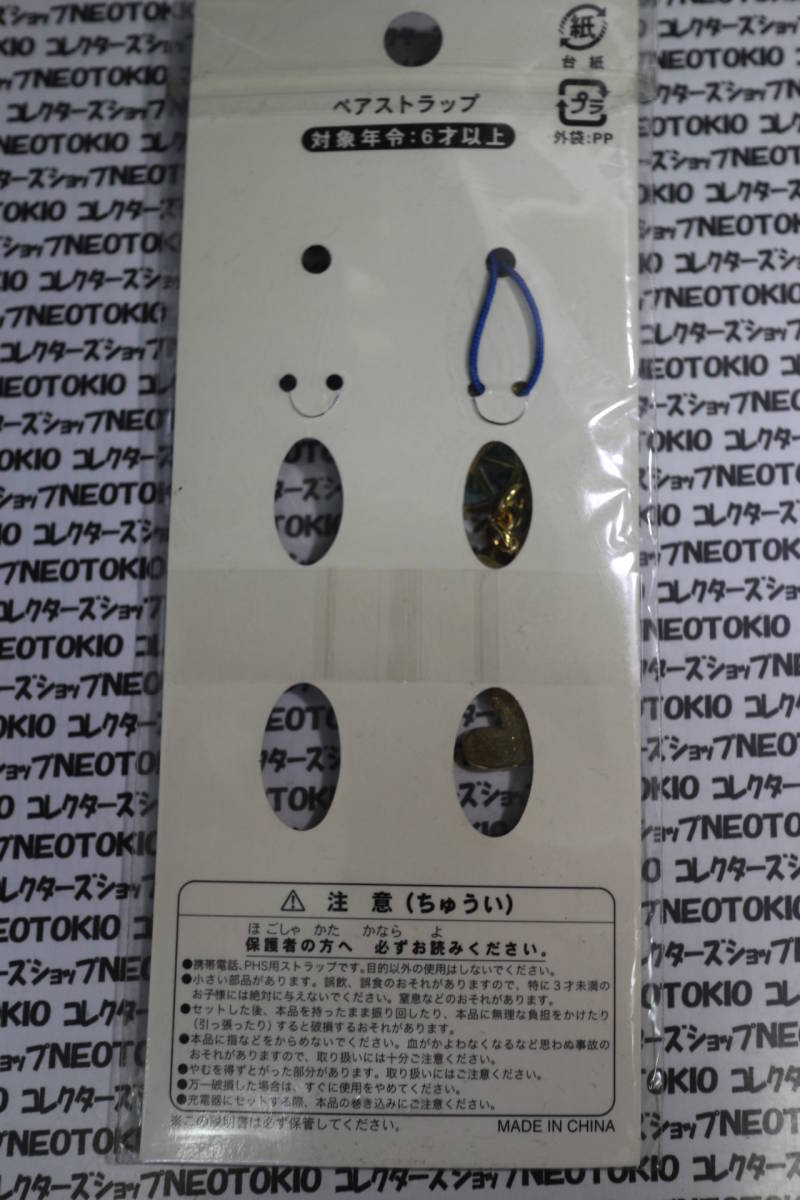 紙
台 紙
ペアストラップ
プラ
対象年令:6才以上
外袋:PP
⚠ 注 意(ちゅうい)
ほごしゃ かた かなら よ
保護者の方へ 必ずお読みください。
●携帯電話、PHS用ストラップです。目的以外の使用はしないでください。
●小さい部品があります。誤飲、誤食のおそれがありますので、特に3才未満の
お子様には絶対に与えないでください。窒息などのおそれがあります。
●セットした後、本品を持ったまま振り回したり、本品に無理な負担をかけたり
(引っ張ったり)すると破損するおそれがあります。
●本品に指などをからめないでください。血がかよわなくなるなど思わぬ事故の
おそれがありますので、取り扱いには十分ご注意ください。
●やむを得ずとがった部分があります。取り扱いにはご注意ください。
●万一破損した場合は、すぐに使用をやめてください。
●充電器にセットする際、本品の巻き込みにご注意ください。
※この説明書は必ず保管してください。
MADE IN CHINA
コレクターズショップNEOTOKIO